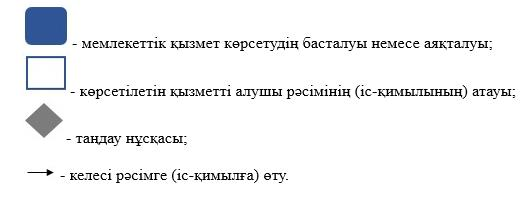 - мемлекеттік қызмет көрсетудің басталуы немесе аяқталуы;
- көрсетілетін қызметті алушы рәсімінің (іс-қимылының) атауы;
- таңдау нұсқасы;
- келесі рәсімге (іс-қимылға) өту.